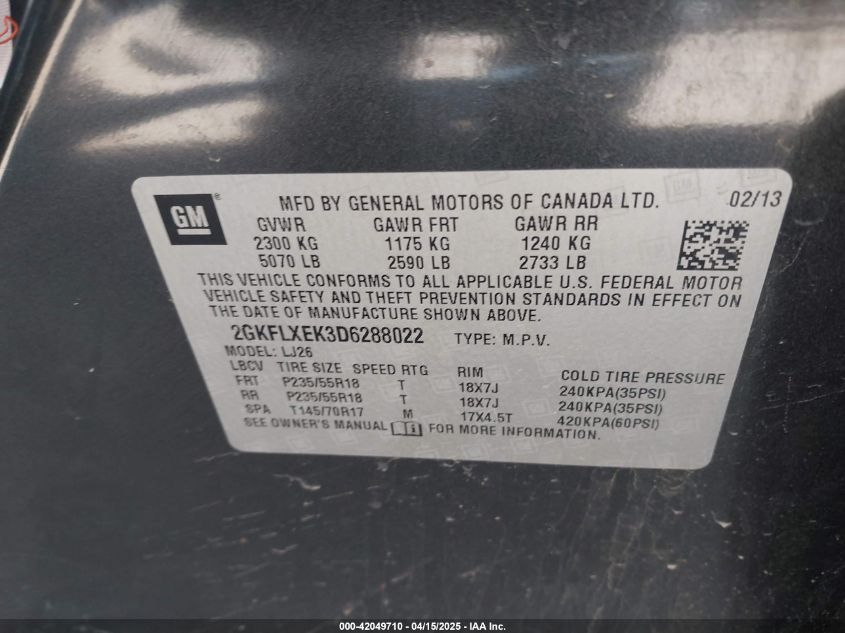 GM ® MFD BY GENERAL MOTORS OF CANADA LTD. 02/13
GVWR GAWR FRT GAWR RR
2300 KG 1175 KG 1240 KG
5070 LB 2590 LB 2733 LB
THIS VEHICLE CONFORMS TO ALL APPLICABLE U.S. FEDERAL MOTOR
VEHICLE SAFETY AND THEFT PREVENTION STANDARDS IN EFFECT ON
THE DATE OF MANUFACTURE SHOWN ABOVE.
2GKFLXEK3D6288022 TYPE: M.P.V.
MODEL: LJ26
LBCV TIRE SIZE SPEED RTG RIM COLD TIRE PRESSURE
FRT P235/55R18 T 18X7J 240KPA(35PSI)
RR P235/55R18 T 18X7J 240KPA(35PSI)
SPA T145/70R17 M 17X4.5T 420KPA(60PSI)
SEE OWNER'S MANUAL FOR MORE INFORMATION.
000-42049710 - 04/15/2025 - IAA Inc.